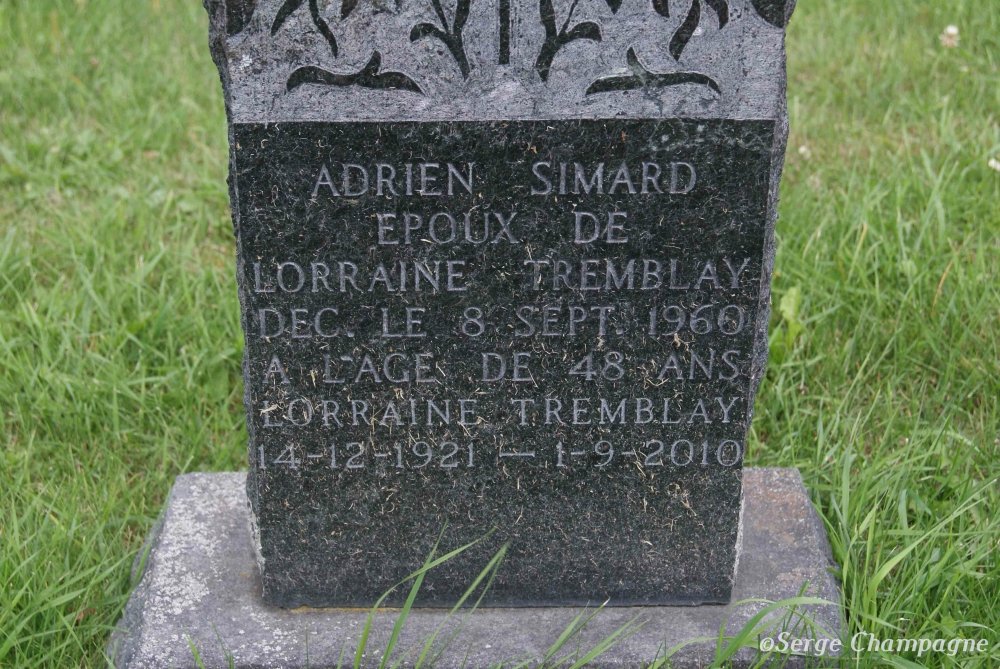 ADRIEN SIMARD
EPOUX DE
LORRAINE TREMBLAY
DEC. LE 8 SEPT. 1960
A L'AGE DE 48 ANS
LORRAINE TREMBLAY
14-12-1921 — 1-9-2010
©Serge Champagne